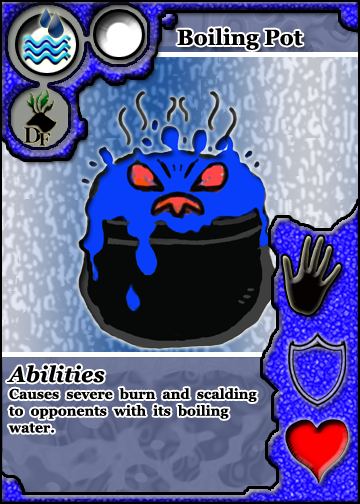 Boiling Pot
DF
Abilities
Causes severe burn and scalding
to opponents with its boiling
water.